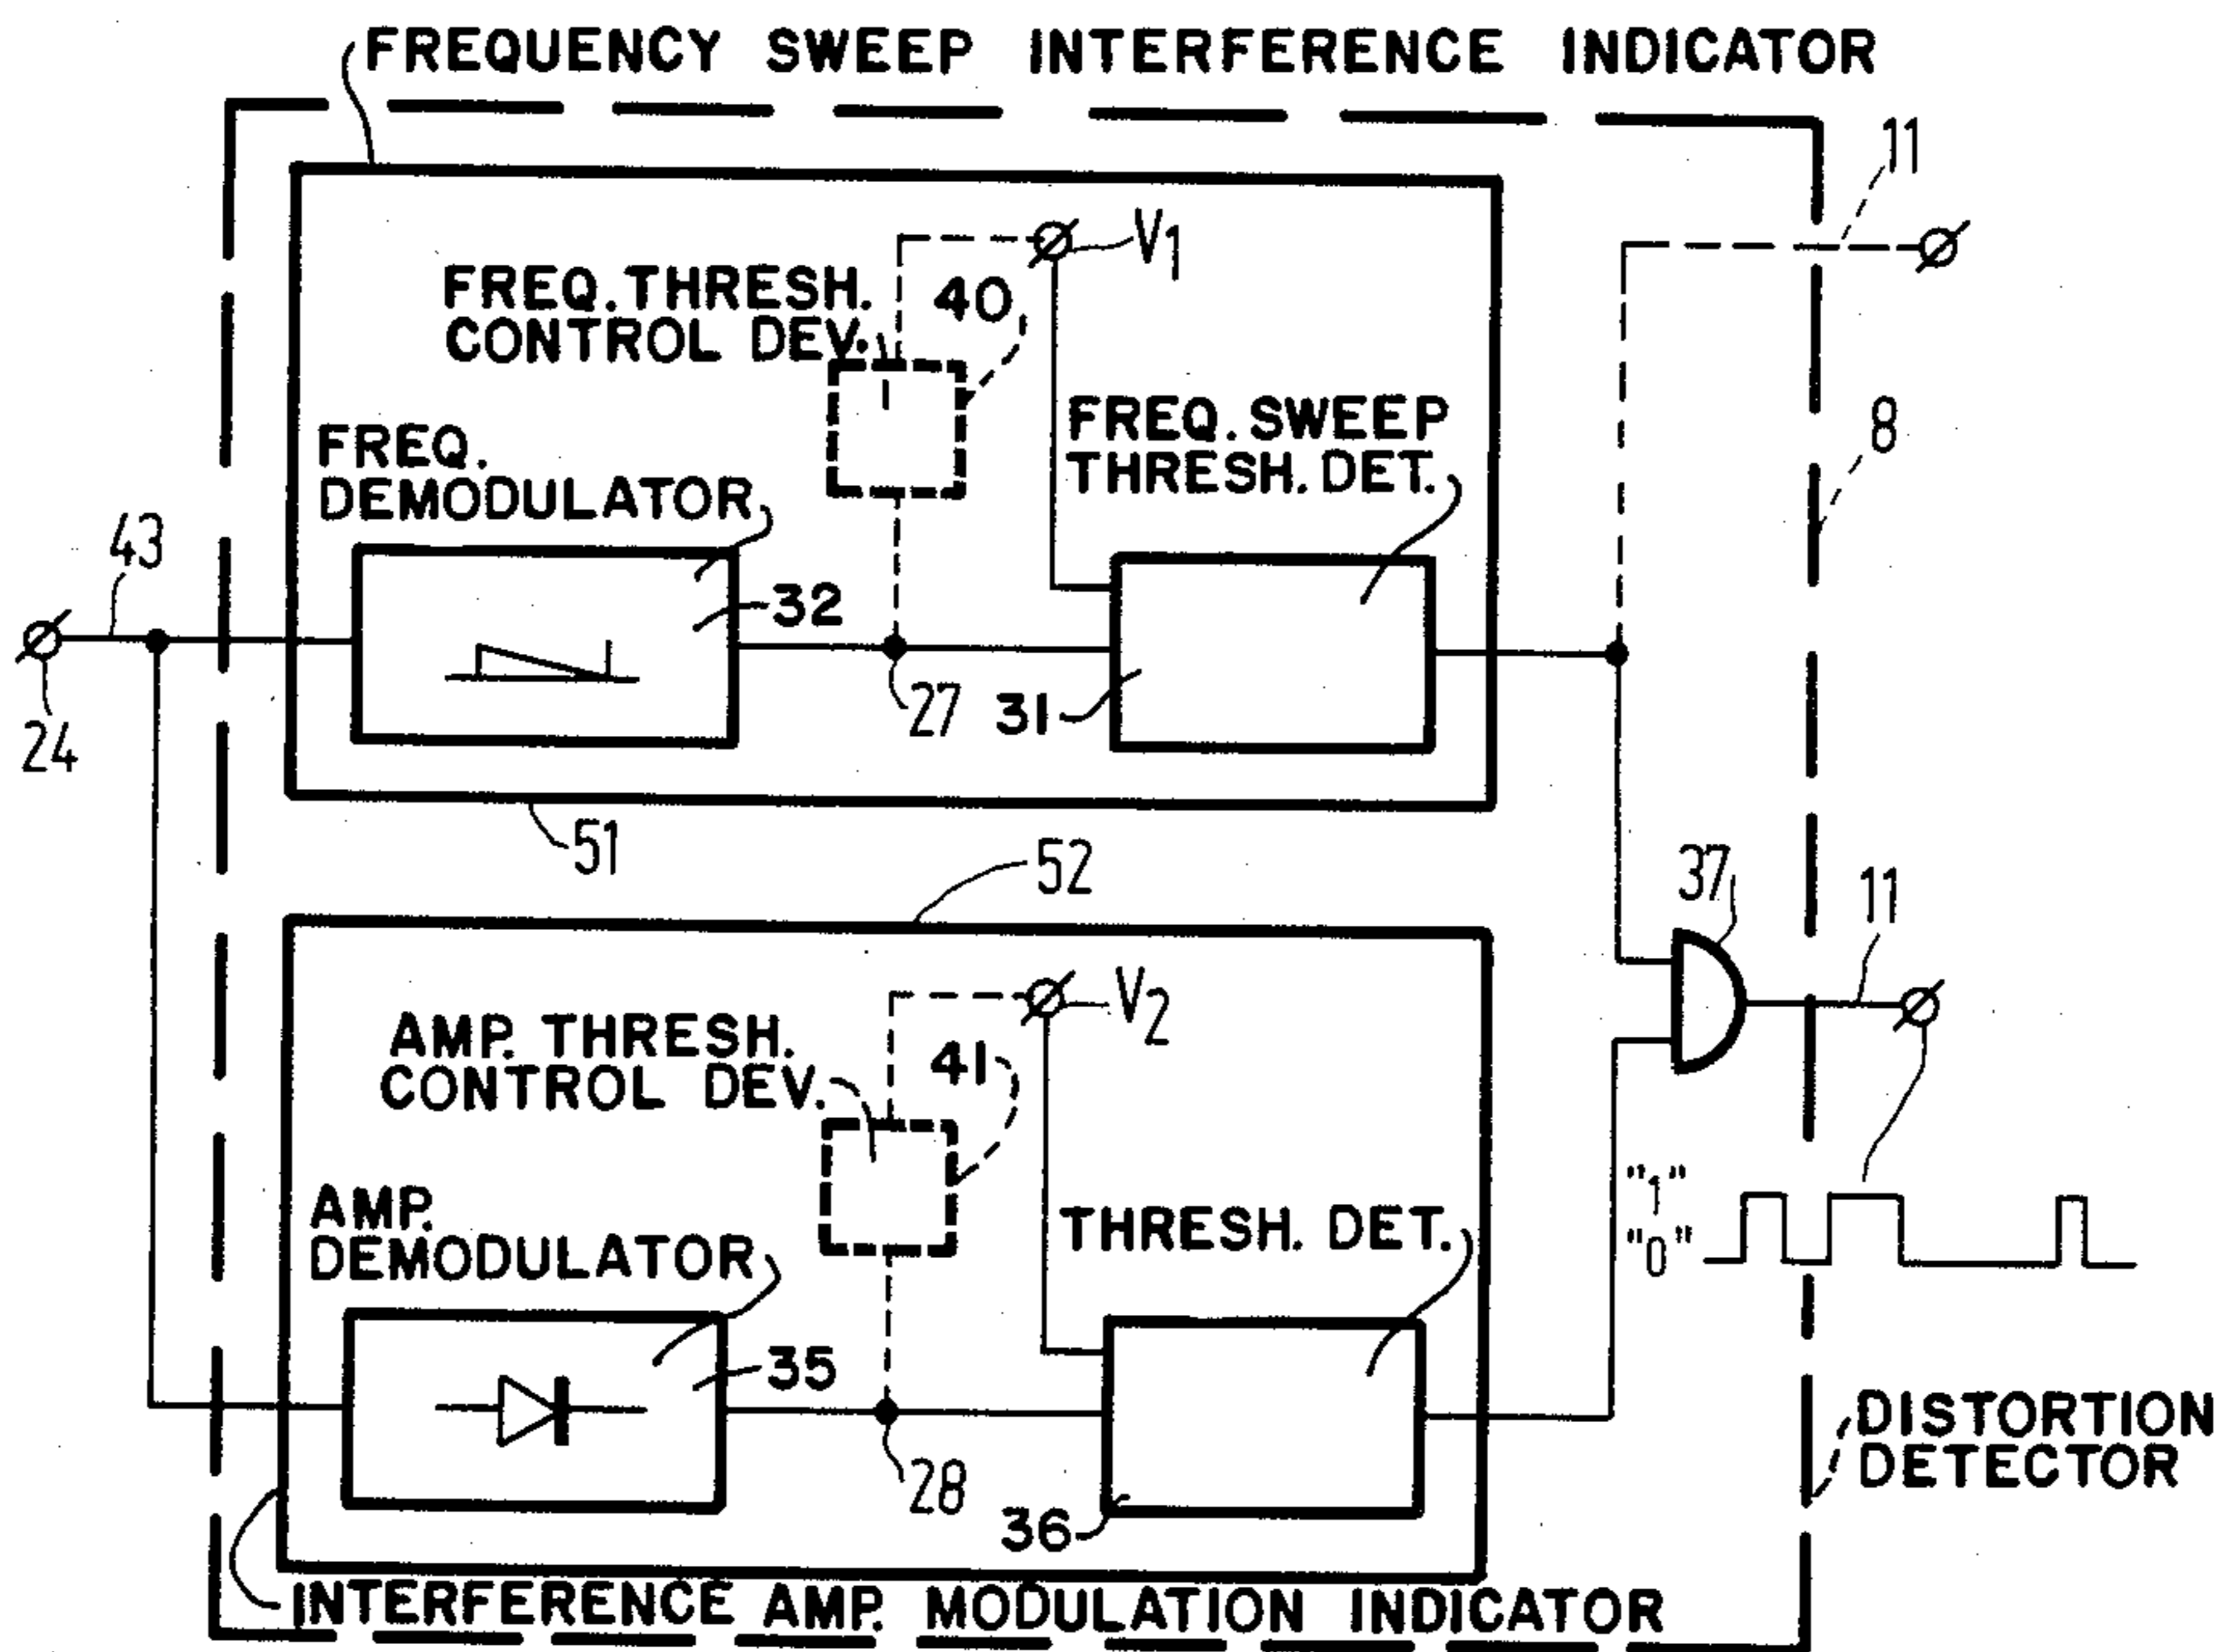 FREQUENCY SWEEP INTERFERENCE INDICATOR
11
V1
FREQ. THRESH.
CONTROL DEV.
40
FREQ. SWEEP
THRESH. DET.
8
FREQ.
DEMODULATOR
43
32
27
31
24
51
52
37
11
V2
AMP. THRESH.
CONTROL DEV.
41
"1"
"0"
AMP.
DEMODULATOR
THRESH. DET.
35
28
36
DISTORTION
DETECTOR
INTERFERENCE AMP. MODULATION INDICATOR